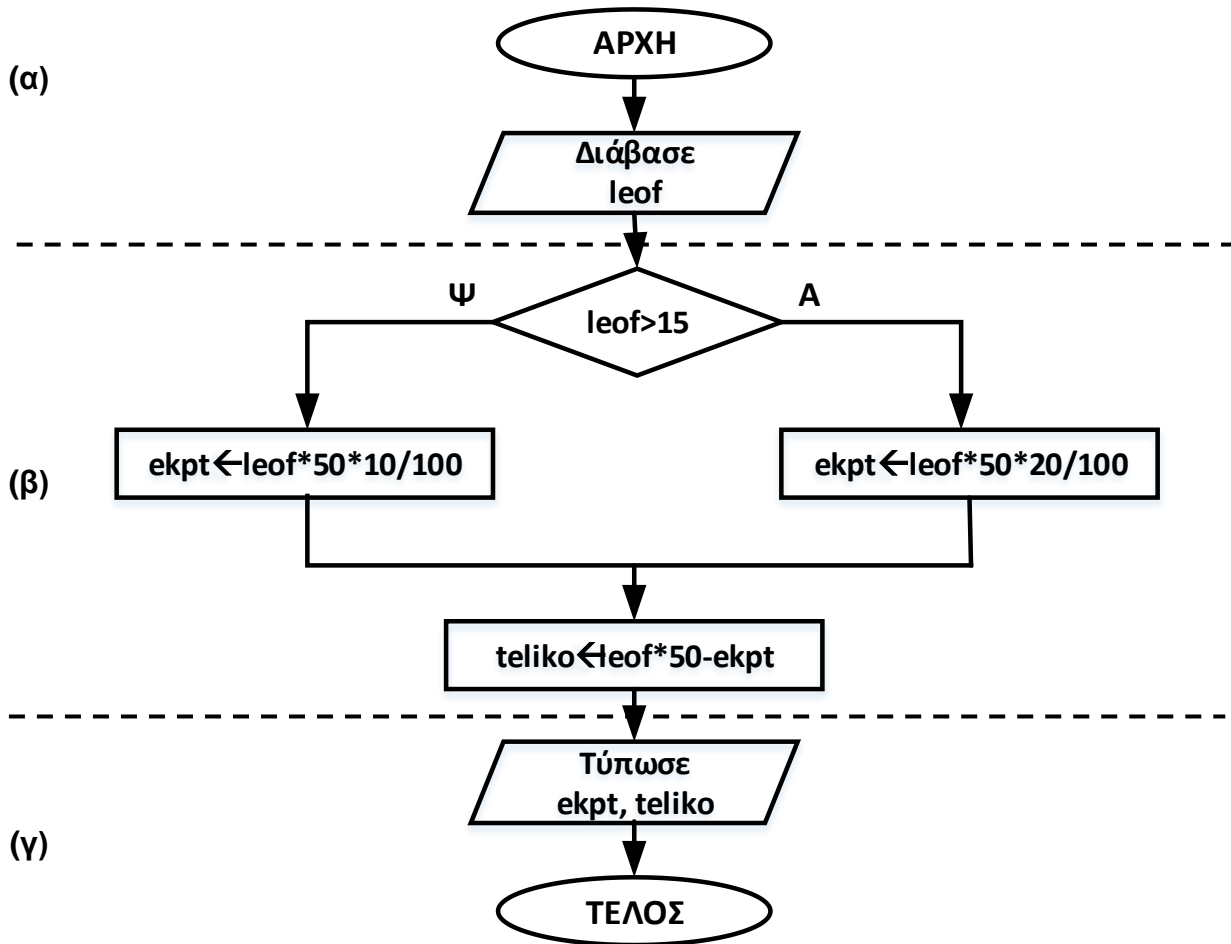 ΑΡΧΗ
(α)
Διάβασε
leof
Ψ
Α
leof>15
ekpt←leof*50*10/100
ekpt←leof*50*20/100
(β)
teliko←leof*50-ekpt
Τύπωσε
ekpt, teliko
(γ)
ΤΕΛΟΣ